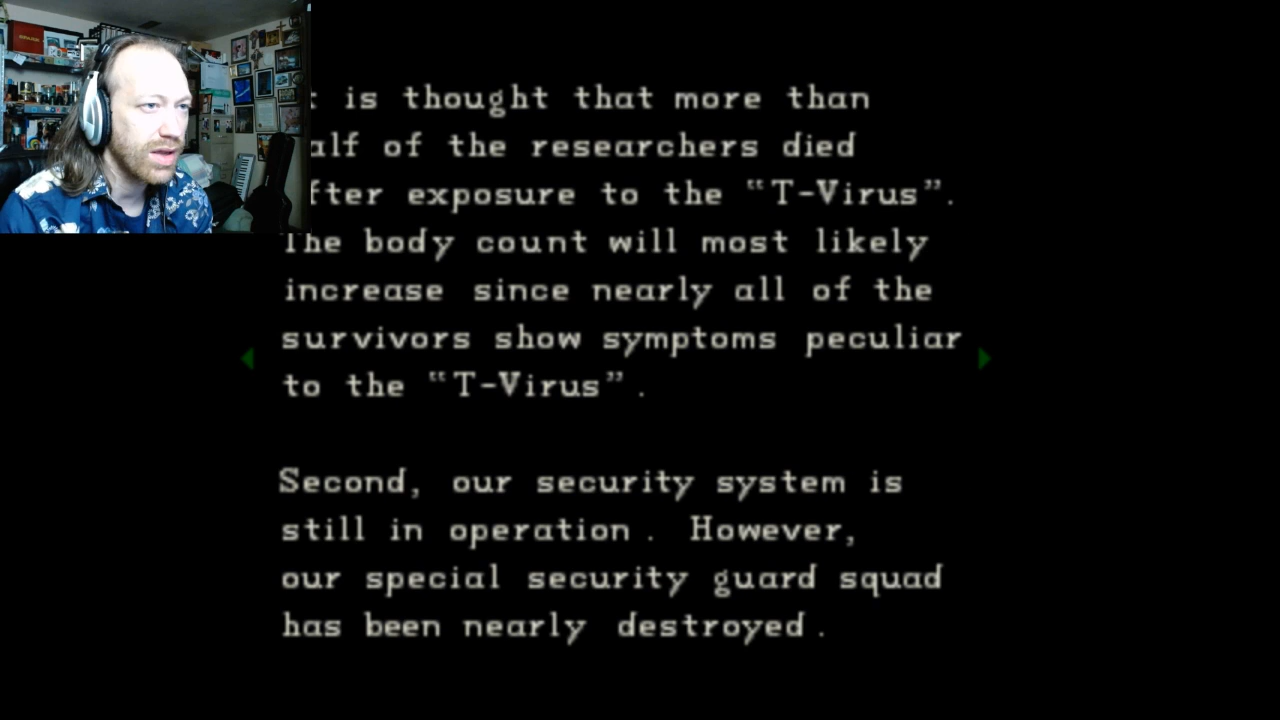 is thought that more than
alf of the researchers died
fter exposure to the “T-Virus”.
The body count will most likely
increase since nearly all of the
survivors show symptoms peculiar
to the “T-Virus”.
Second, our security system is
still in operation. However,
our special security guard squad
has been nearly destroyed.